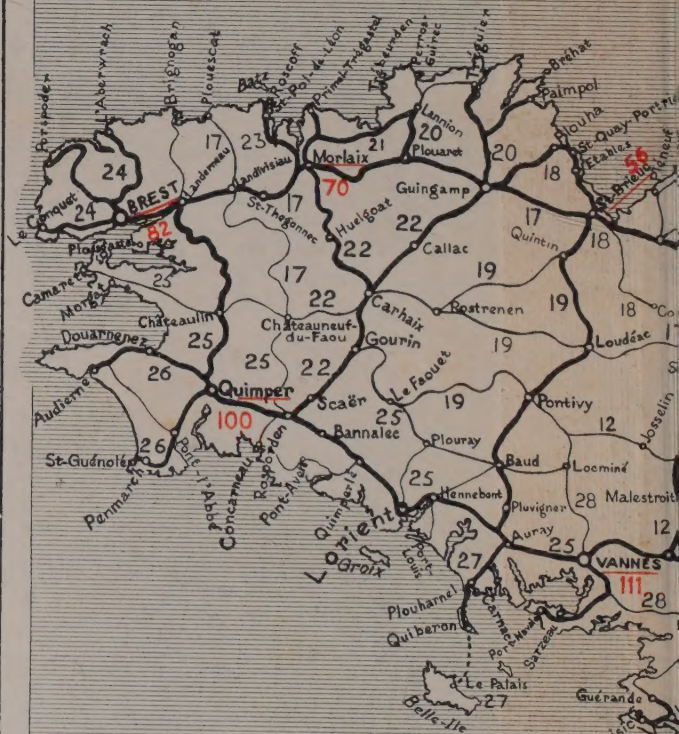 Porspoder
L'Aberwrach
Brignogan
Plouescat
Batz
Roscoff
St-Pol-de-Léon
Primel-Trégastel
Trébeurden
Perros-
Guirec
Tréguier
Bréhat
Paimpol
Plouha
St-Quay-Portri
Etables
56
St-Brieuc
Lannion
17
23
21
20
Plouaret
20
18
24
24
Le Conquet
BREST
82
Landerneau
Landivisiau
Morlaix
70
St-Thégonnec
17
Guingamp
17
18
Quintin
Huelgoat
22
22
Callac
Plougastel
Camaret
Morgat
25
17
22
19
19
18
Carhaix
Rostrenen
Châteaulin
Châteauneuf-
du-Faou
Gourin
19
Loudéac
17
Douarnenez
25
25
22
Le Faouet
26
Audierne
Quimper
100
Scaër
25
19
Pontivy
12
Josselin
Bannalec
Plouray
St-Guénolé
26
Penmarch
Pont-l'Abbé
Concarneau
Rosporden
Pont-Aven
Quimperlé
25
Baud
Locminé
Hennebont
28
Malestroit
Pluvigner
Lorient
Port-
Louis
Groix
Auray
25
12
VANNES
111
27
28
Plouharnel
Carnac
Quiberon
Port-Navalo
Sarzeau
Le Palais
27
Belle-Ile
Guérande